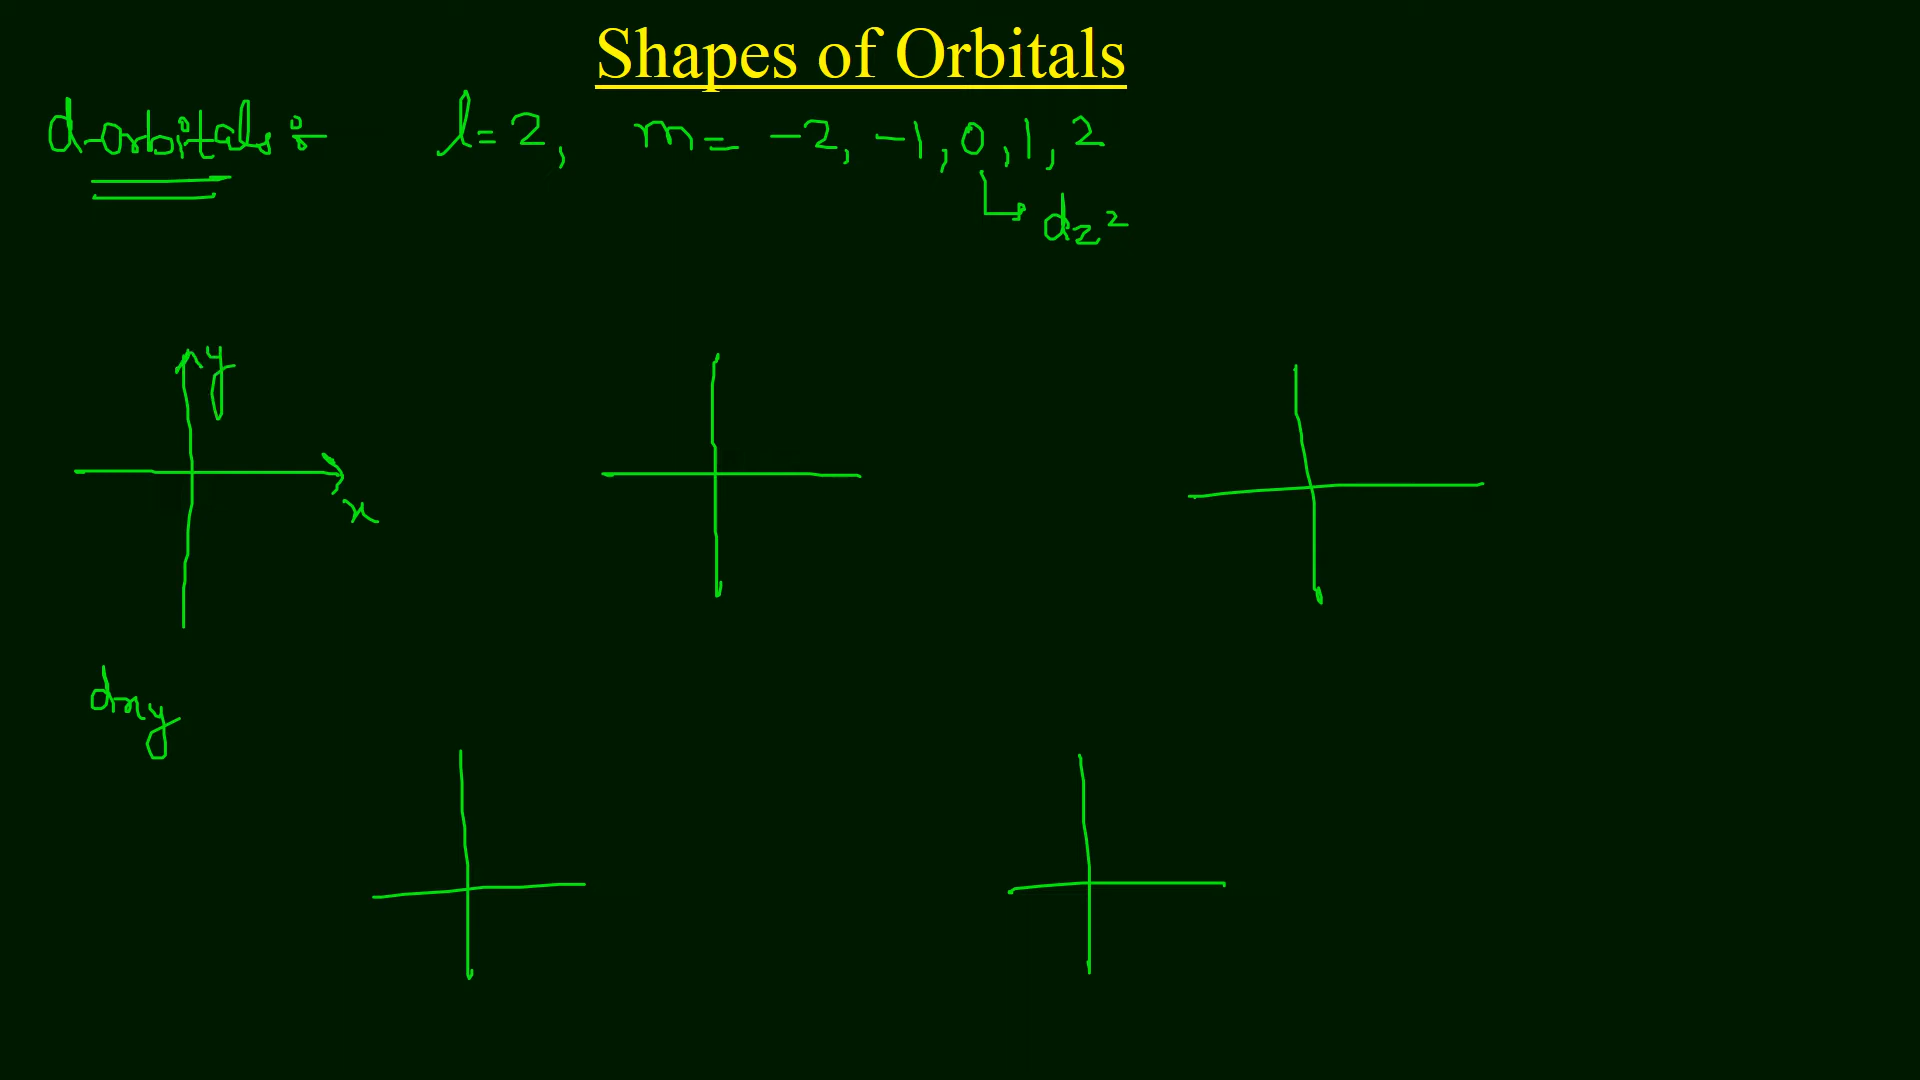 Shapes of Orbitals
d-orbitals ÷ l = 2, m = -2, -1, 0, 1, 2
dz²
y
x
dxy